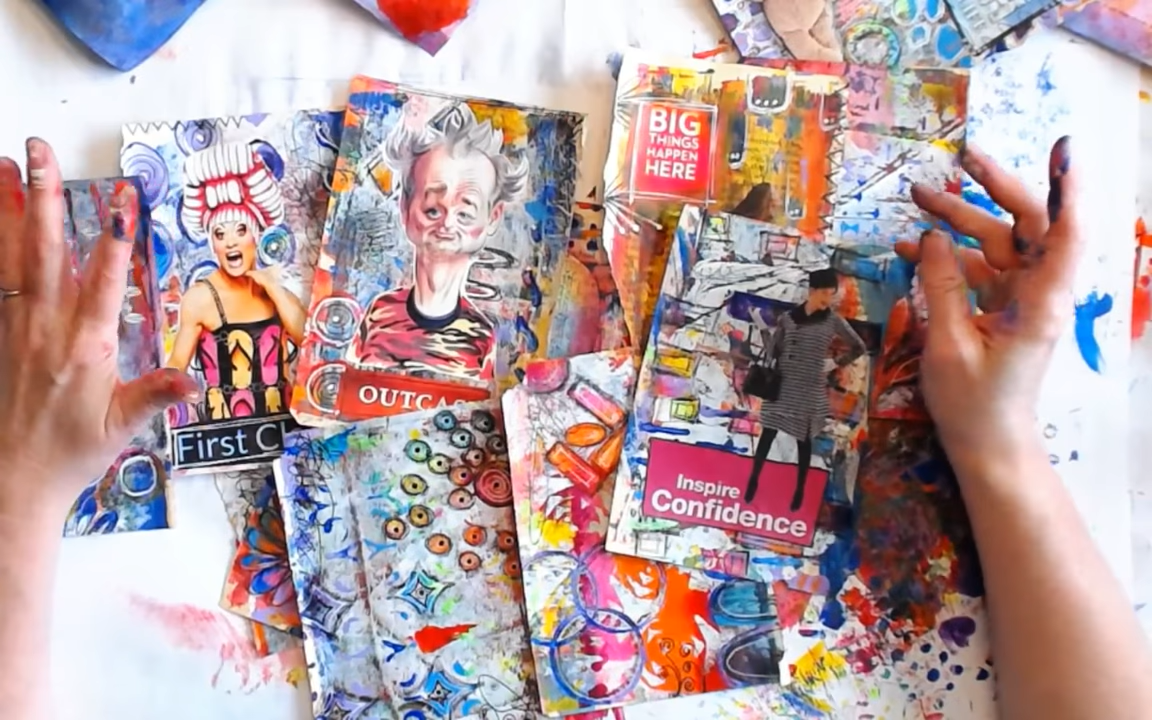 BIG
THINGS
HAPPEN
HERE
OUTCAS
First Cl
Inspire
Confidence